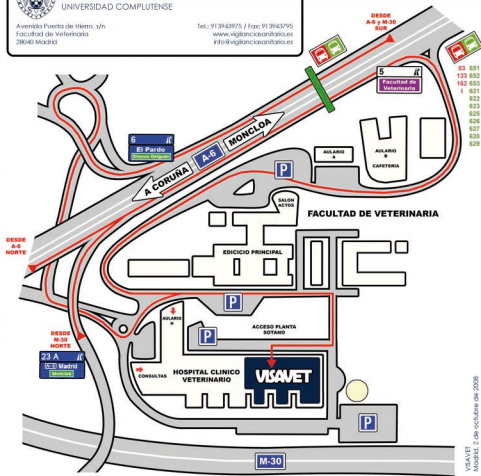 UNIVERSIDAD COMPLUTENSE
Avenida Puerta de Hierro, s/n
Facultad de Veterinaria
28040 Madrid
Tel.: 913943975 / Fax: 913943795
www.vigilanciasanitaria.es
info@vigilanciasanitaria.es
DESDE
A-6 y M-30
SUR
5
Facultad de
Veterinaria
83 651
133 652
162 653
I 621
622
623
625
626
627
628
629
6
El Pardo
A CORUÑA
A-6
MONCLOA
P
AULARIO
A
AULARIO
B
CAFETERIA
SALON
ACTOS
FACULTAD DE VETERINARIA
EDICICIO PRINCIPAL
DESDE
A-6
NORTE
P
AULARIO
H
P
ACCESO PLANTA
SOTANO
DESDE
M-30
NORTE
23 A
A-6 Madrid
Moncloa
CONSULTAS
HOSPITAL CLINICO
VETERINARIO
VISAVET
P
M-30
VISAVET
Madrid, 2 de octubre de 2008